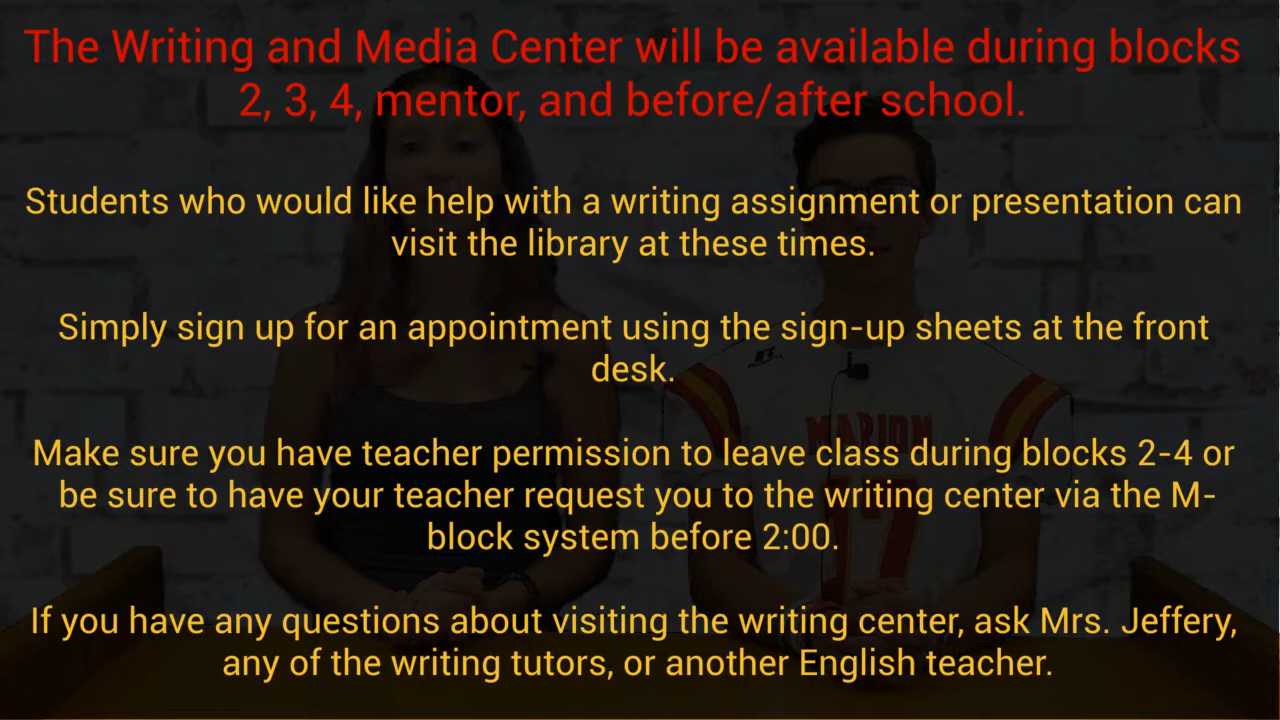 The Writing and Media Center will be available during blocks
2, 3, 4, mentor, and before/after school.
Students who would like help with a writing assignment or presentation can
visit the library at these times.
Simply sign up for an appointment using the sign-up sheets at the front
desk.
Make sure you have teacher permission to leave class during blocks 2-4 or
be sure to have your teacher request you to the writing center via the M-
block system before 2:00.
If you have any questions about visiting the writing center, ask Mrs. Jeffery,
any of the writing tutors, or another English teacher.
MARION
17